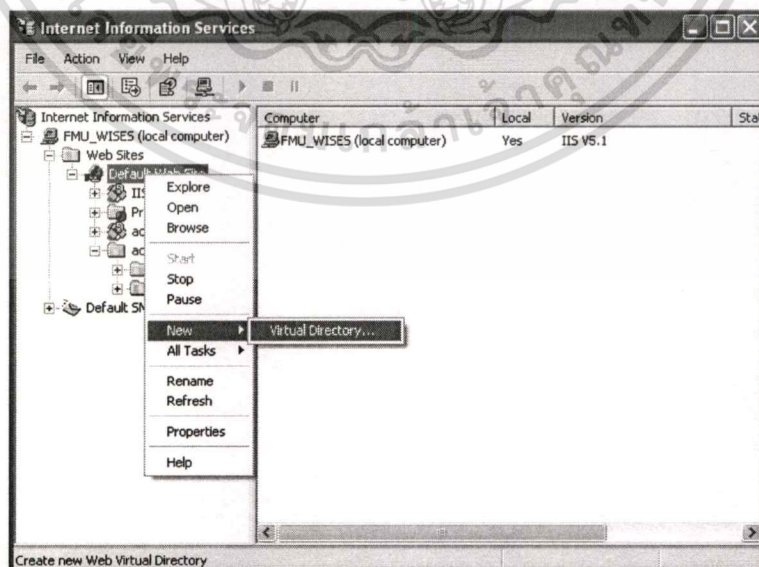 Internet Information Services
File Action View Help
Internet Information Services
FMU_WISES (local computer)
Web Sites
Default Web Site
IIS
Pr
ac
ac
Default SM
Explore
Open
Browse
Start
Stop
Pause
New
All Tasks
Rename
Refresh
Properties
Help
Virtual Directory...
Computer Local Version
FMU_WISES (local computer) Yes IIS V5.1
Create new Web Virtual Directory